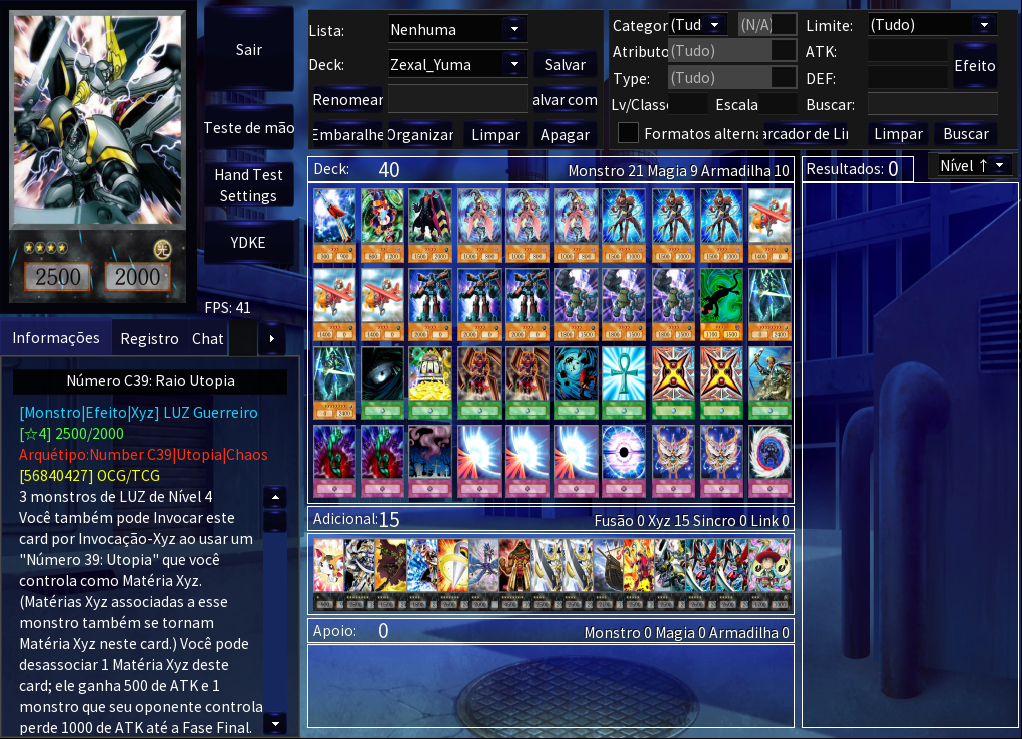 2500 2000
Sair
Teste de mão
Hand Test
Settings
YDKE
FPS: 41
Informações Registro Chat
Número C39: Raio Utopia
[Monstro|Efeito|Xyz] LUZ Guerreiro
[☆4] 2500/2000
Arquétipo:Number C39|Utopia|Chaos
[56840427] OCG/TCG
3 monstros de LUZ de Nível 4
Você também pode Invocar este
card por Invocação-Xyz ao usar um
"Número 39: Utopia" que você
controla como Matéria Xyz.
(Matérias Xyz associadas a esse
monstro também se tornam
Matéria Xyz neste card.) Você pode
desassociar 1 Matéria Xyz deste
card; ele ganha 500 de ATK e 1
monstro que seu oponente controla
perde 1000 de ATK até a Fase Final.
Lista: Nenhuma
Deck: Zexal_Yuma Salvar
Renomear alvar com
Embaralhe Organizar Limpar Apagar
Categor (Tud (N/A) Limite: (Tudo)
Atributo (Tudo) ATK:
Efeito
Type: (Tudo) DEF:
Lv/Classe Escala Buscar:
Formatos alterna arcador de Li Limpar Buscar
Deck: 40 Monstro 21 Magia 9 Armadilha 10
Resultados: 0 Nível ↑
Adicional: 15 Fusão 0 Xyz 15 Sincro 0 Link 0
Apoio: 0 Monstro 0 Magia 0 Armadilha 0